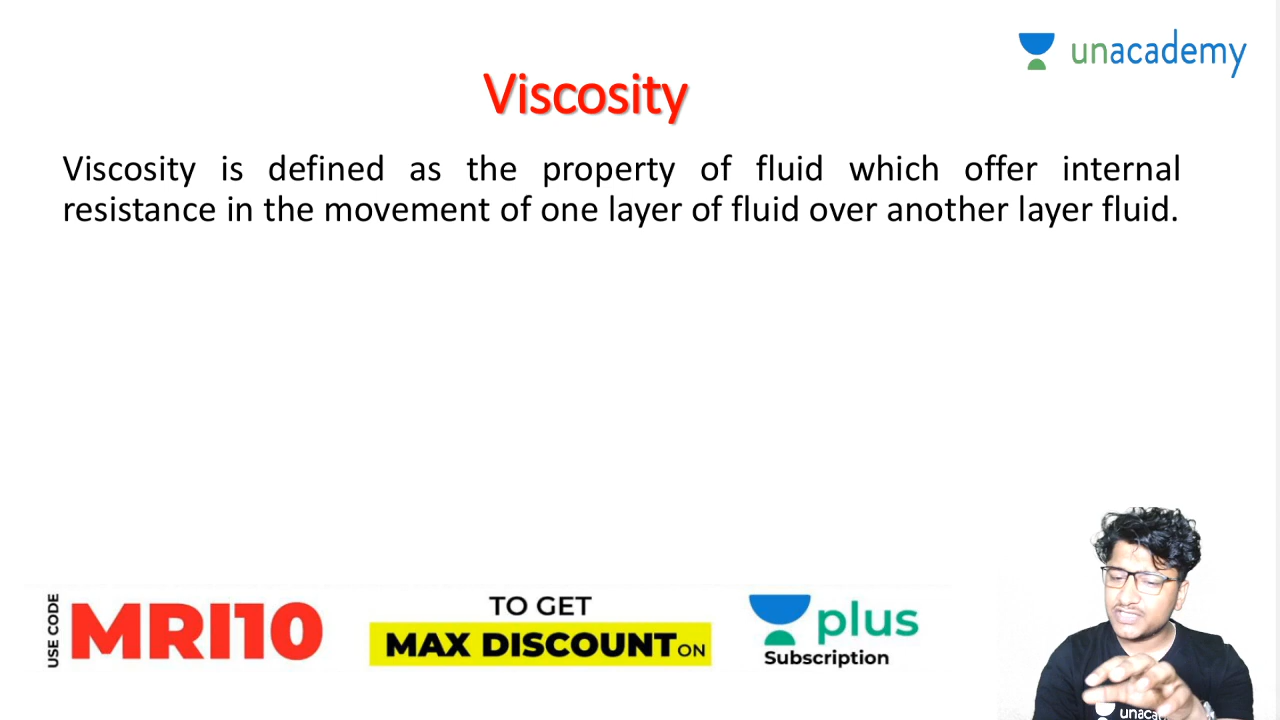 unacademy
Viscosity
Viscosity is defined as the property of fluid which offer internal
resistance in the movement of one layer of fluid over another layer fluid.
USE CODE
MRI10
TO GET
MAX DISCOUNT ON
plus
Subscription